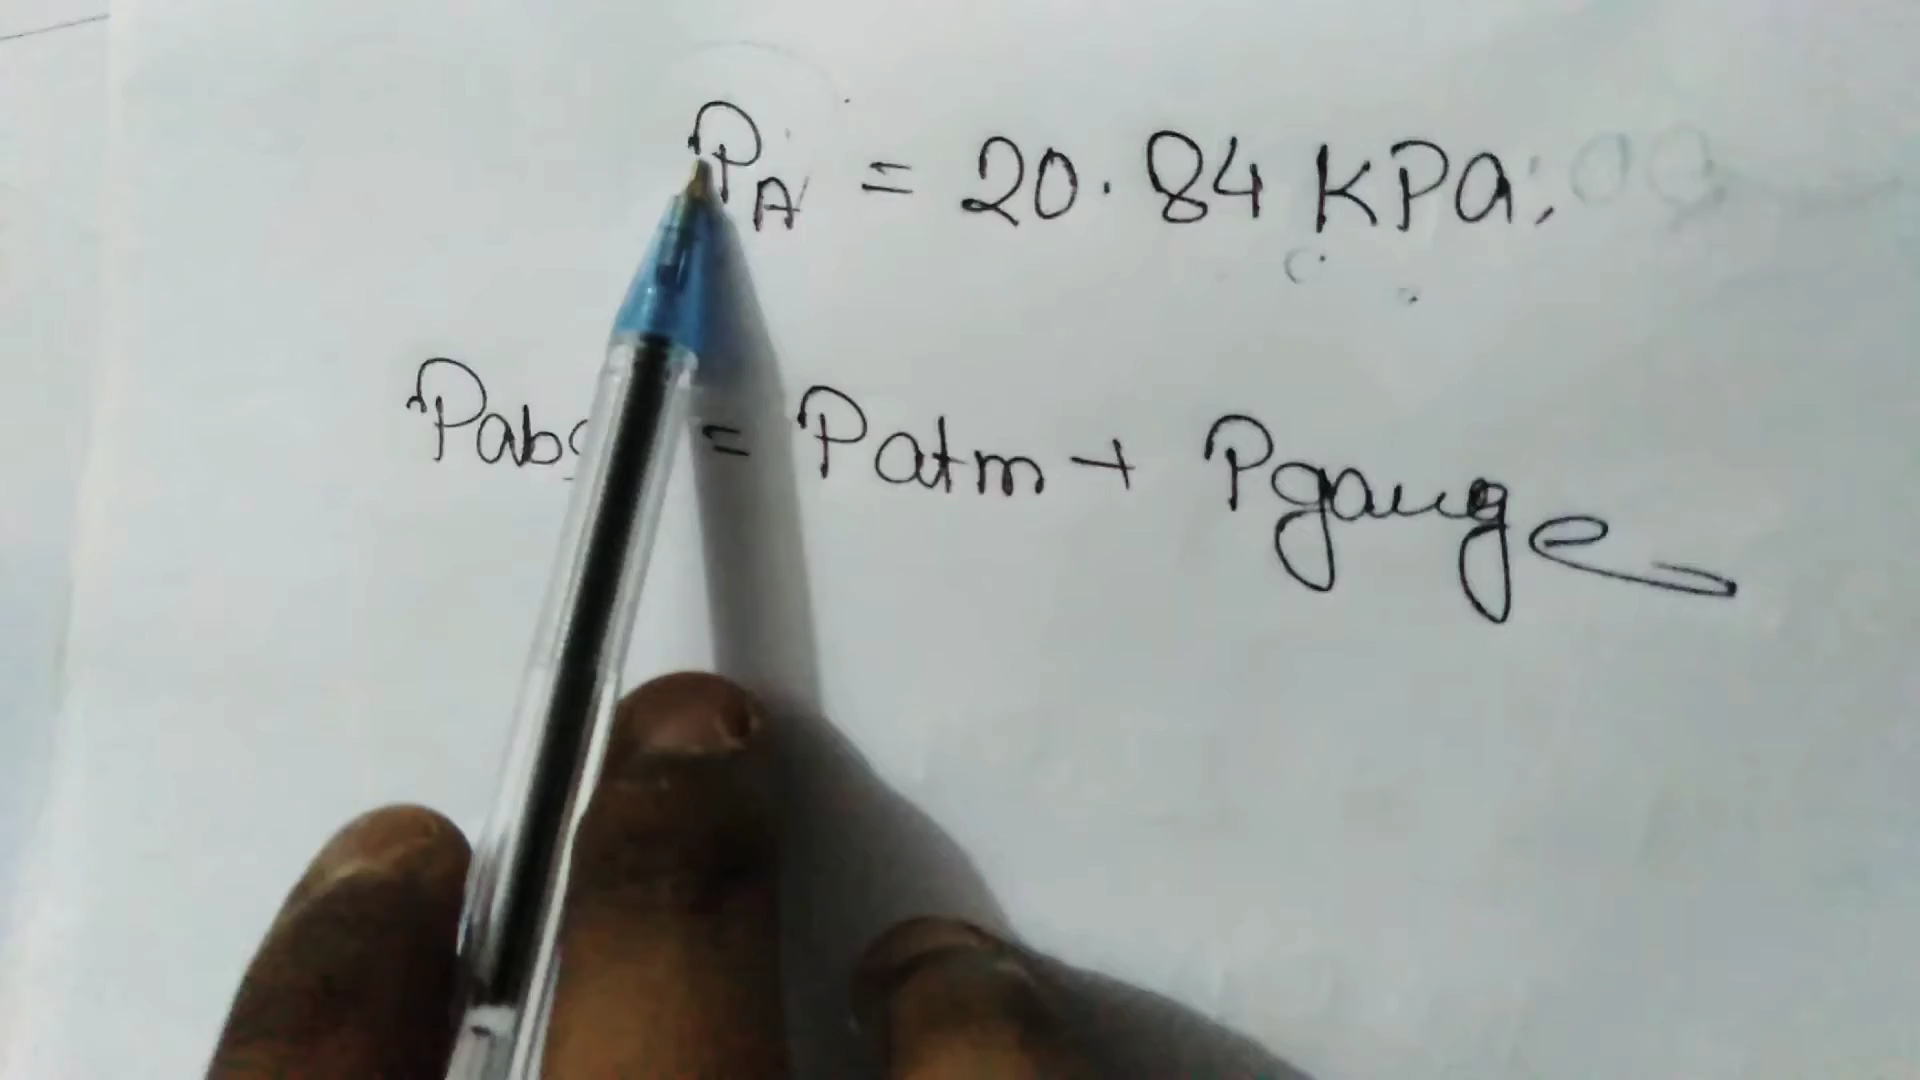 PA = 20.84 KPa.
Pabs = Patm + Pgauge